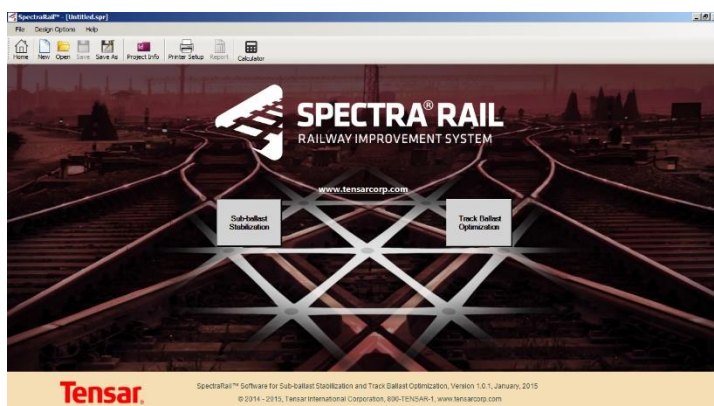 SpectraRail™ - [Untitled.spr]
File Design Options Help
Home New Open Save Save As Project Info Printer Setup Report Calculator
SPECTRA® RAIL
RAILWAY IMPROVEMENT SYSTEM
www.tensarcorp.com
Sub-ballast
Stabilization
Track Ballast
Optimization
Tensar®
SpectraRail™ Software for Sub-ballast Stabilization and Track Ballast Optimization, Version 1.0.1, January, 2015
© 2014 - 2015, Tensar International Corporation, 800-TENSAR-1, www.tensarcorp.com